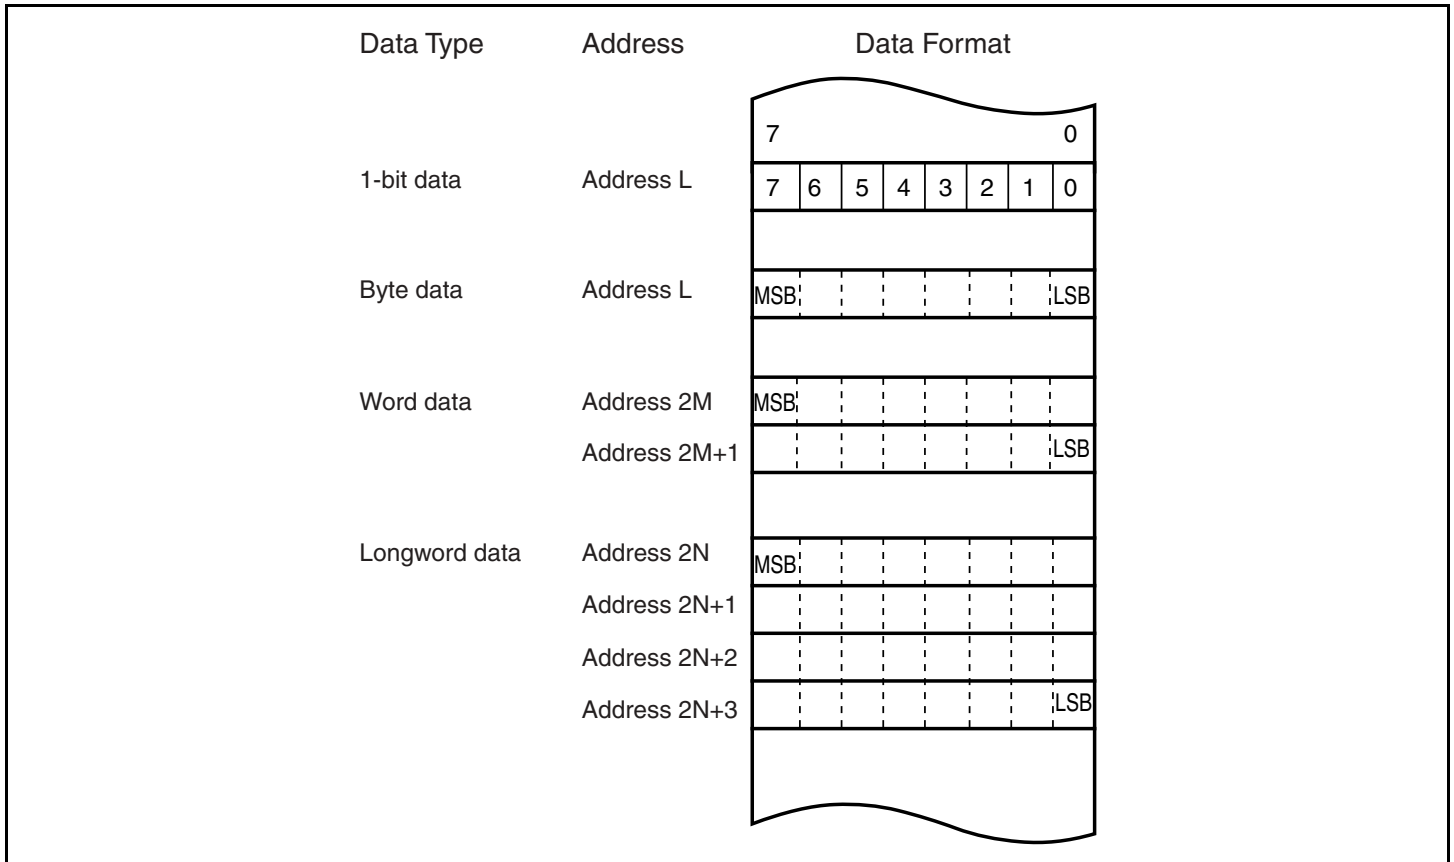 Data Type Address Data Format
7 0
1-bit data Address L 7 6 5 4 3 2 1 0
Byte data Address L MSB LSB
Word data Address 2M MSB
Address 2M+1 LSB
Longword data Address 2N MSB
Address 2N+1
Address 2N+2
Address 2N+3 LSB